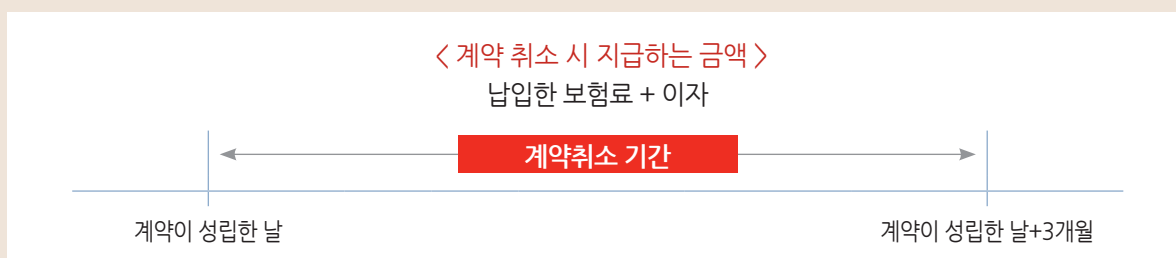 < 계약 취소 시 지급하는 금액 >
납입한 보험료 + 이자
계약취소 기간
계약이 성립한 날
계약이 성립한 날+3개월